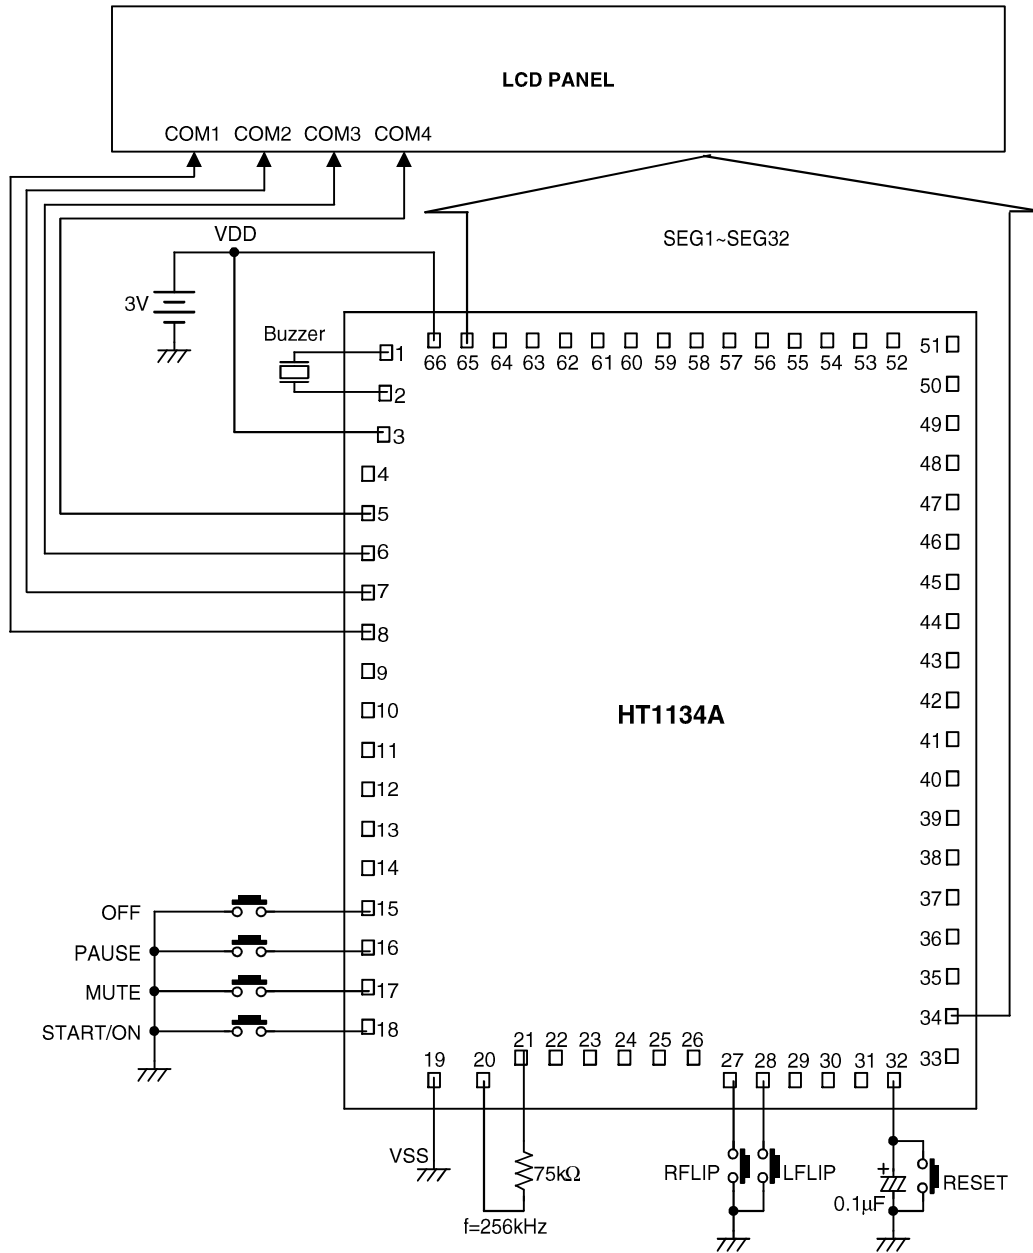 LCD PANEL
COM1 COM2 COM3 COM4
SEG1~SEG32
VDD
3V
Buzzer
1
2
3
4
5
6
7
8
9
10
11
12
13
14
15
16
17
18
66 65 64 63 62 61 60 59 58 57 56 55 54 53 52
51
50
49
48
47
46
45
44
43
42
41
40
39
38
37
36
35
34
33
HT1134A
OFF
PAUSE
MUTE
START/ON
19 20 21 22 23 24 25 26 27 28 29 30 31 32
VSS
75kΩ
f=256kHz
RFLIP
LFLIP
+
0.1µF
RESET